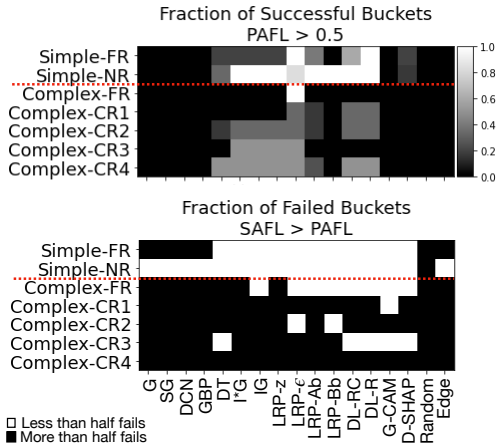 Fraction of Successful Buckets
PAFL > 0.5
Simple-FR
Simple-NR
Complex-FR
Complex-CR1
Complex-CR2
Complex-CR3
Complex-CR4
1.0
0.8
0.6
0.4
0.2
0.0
Fraction of Failed Buckets
SAFL > PAFL
Simple-FR
Simple-NR
Complex-FR
Complex-CR1
Complex-CR2
Complex-CR3
Complex-CR4
G
SG
DCN
GBP
DT
I*G
IG
LRP-z
LRP-ϵ
LRP-Ab
LRP-Bb
DL-RC
DL-R
G-CAM
D-SHAP
Random
Edge
Less than half fails
More than half fails